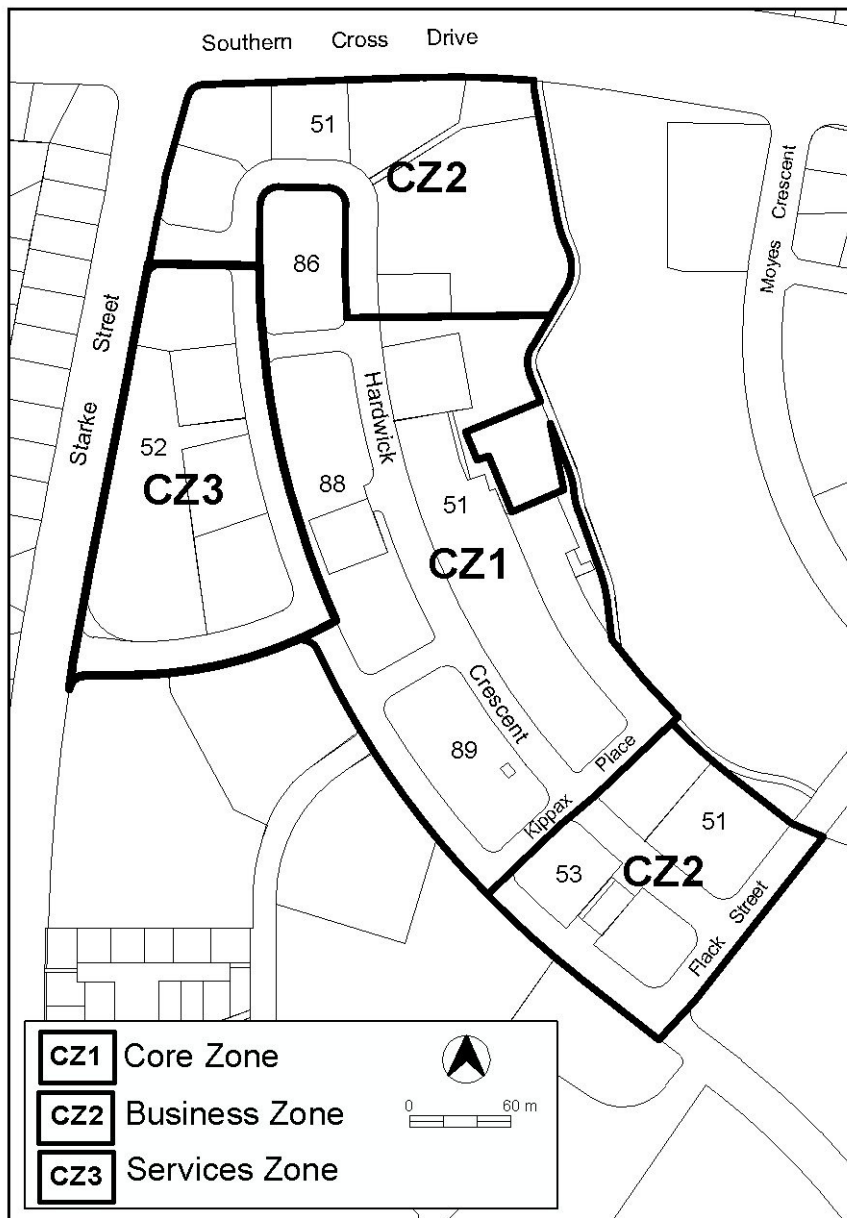 Southern Cross Drive
51
CZ2
Moyes Crescent
86
Starke Street
Hardwick
52
CZ3
88
51
CZ1
Crescent
89
Kippax Place
51
53
CZ2
Flack Street
CZ1 Core Zone
CZ2 Business Zone
CZ3 Services Zone
0 60 m